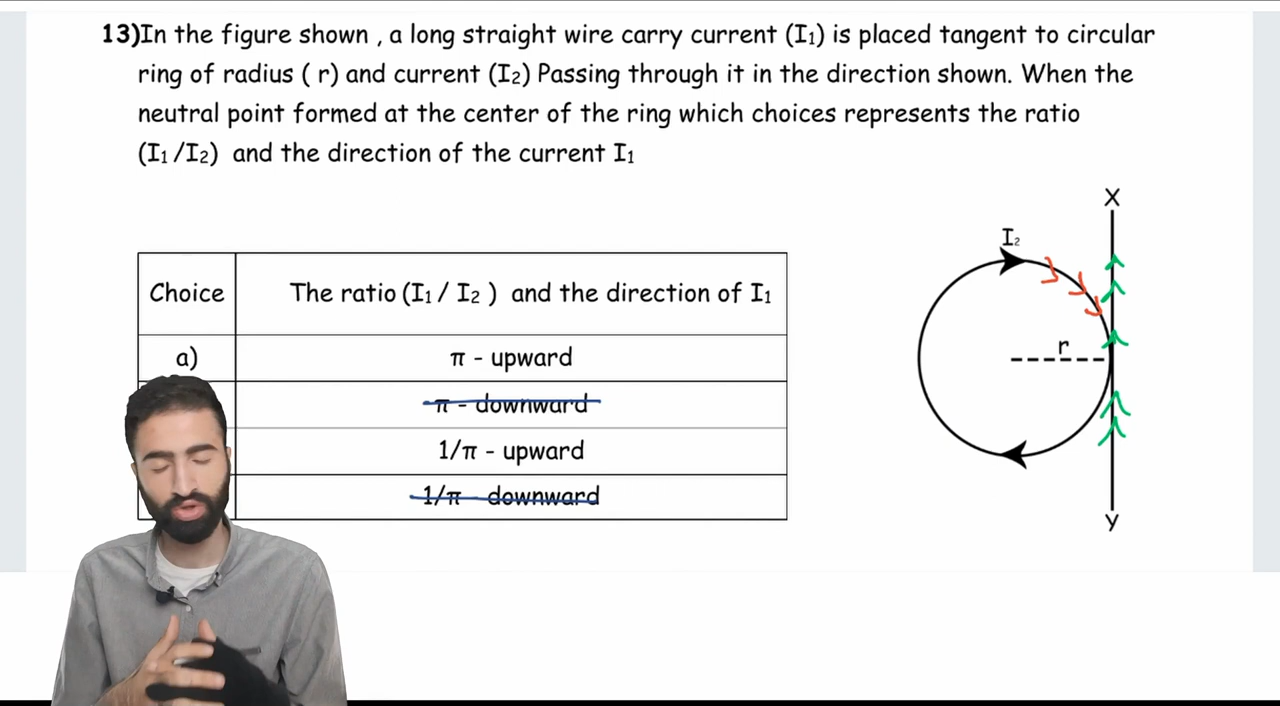 13)In the figure shown , a long straight wire carry current (I₁) is placed tangent to circular
ring of radius ( r) and current (I₂) Passing through it in the direction shown. When the
neutral point formed at the center of the ring which choices represents the ratio
(I₁ /I₂) and the direction of the current I₁
X
I₂
r
Y
Choice
The ratio (I₁ / I₂ ) and the direction of I₁
a)
π - upward
π - downward
1/π - upward
1/π - downward